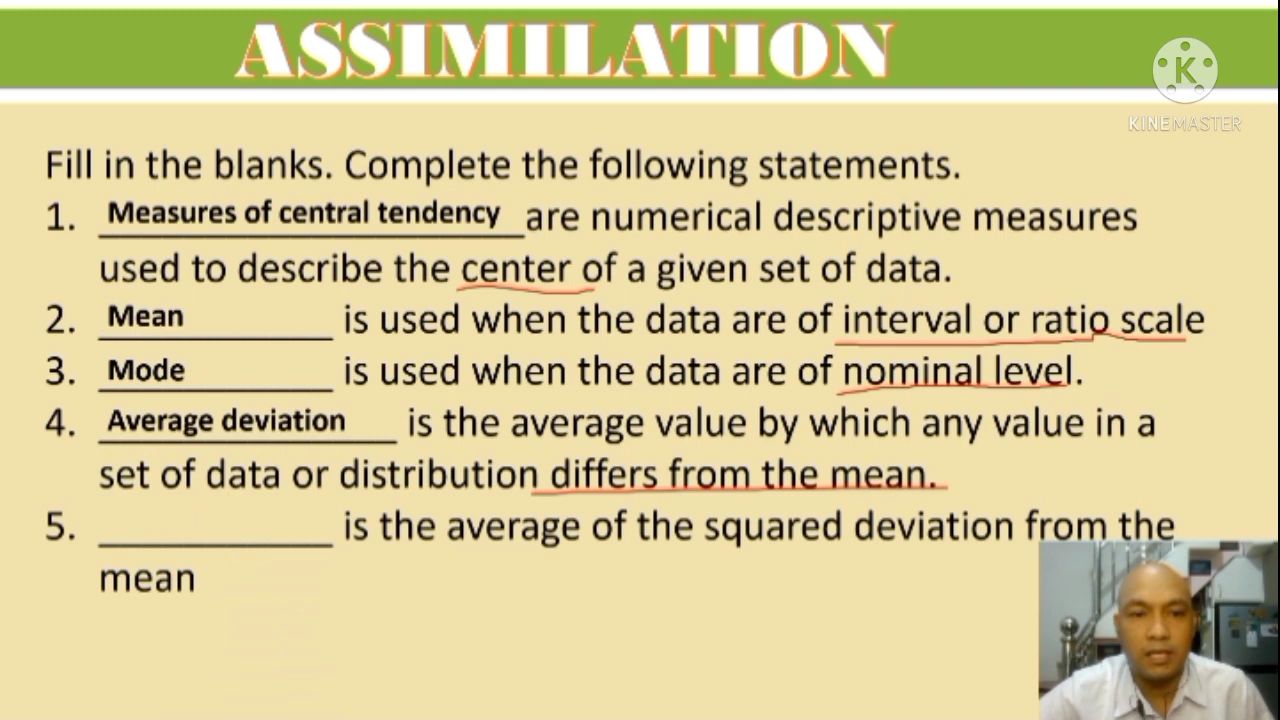 ASSIMILATION
K
KINEMASTER
Fill in the blanks. Complete the following statements.
1. Measures of central tendency are numerical descriptive measures
used to describe the center of a given set of data.
2. Mean is used when the data are of interval or ratio scale
3. Mode is used when the data are of nominal level.
4. Average deviation is the average value by which any value in a
set of data or distribution differs from the mean.
5. ____________ is the average of the squared deviation from the
mean